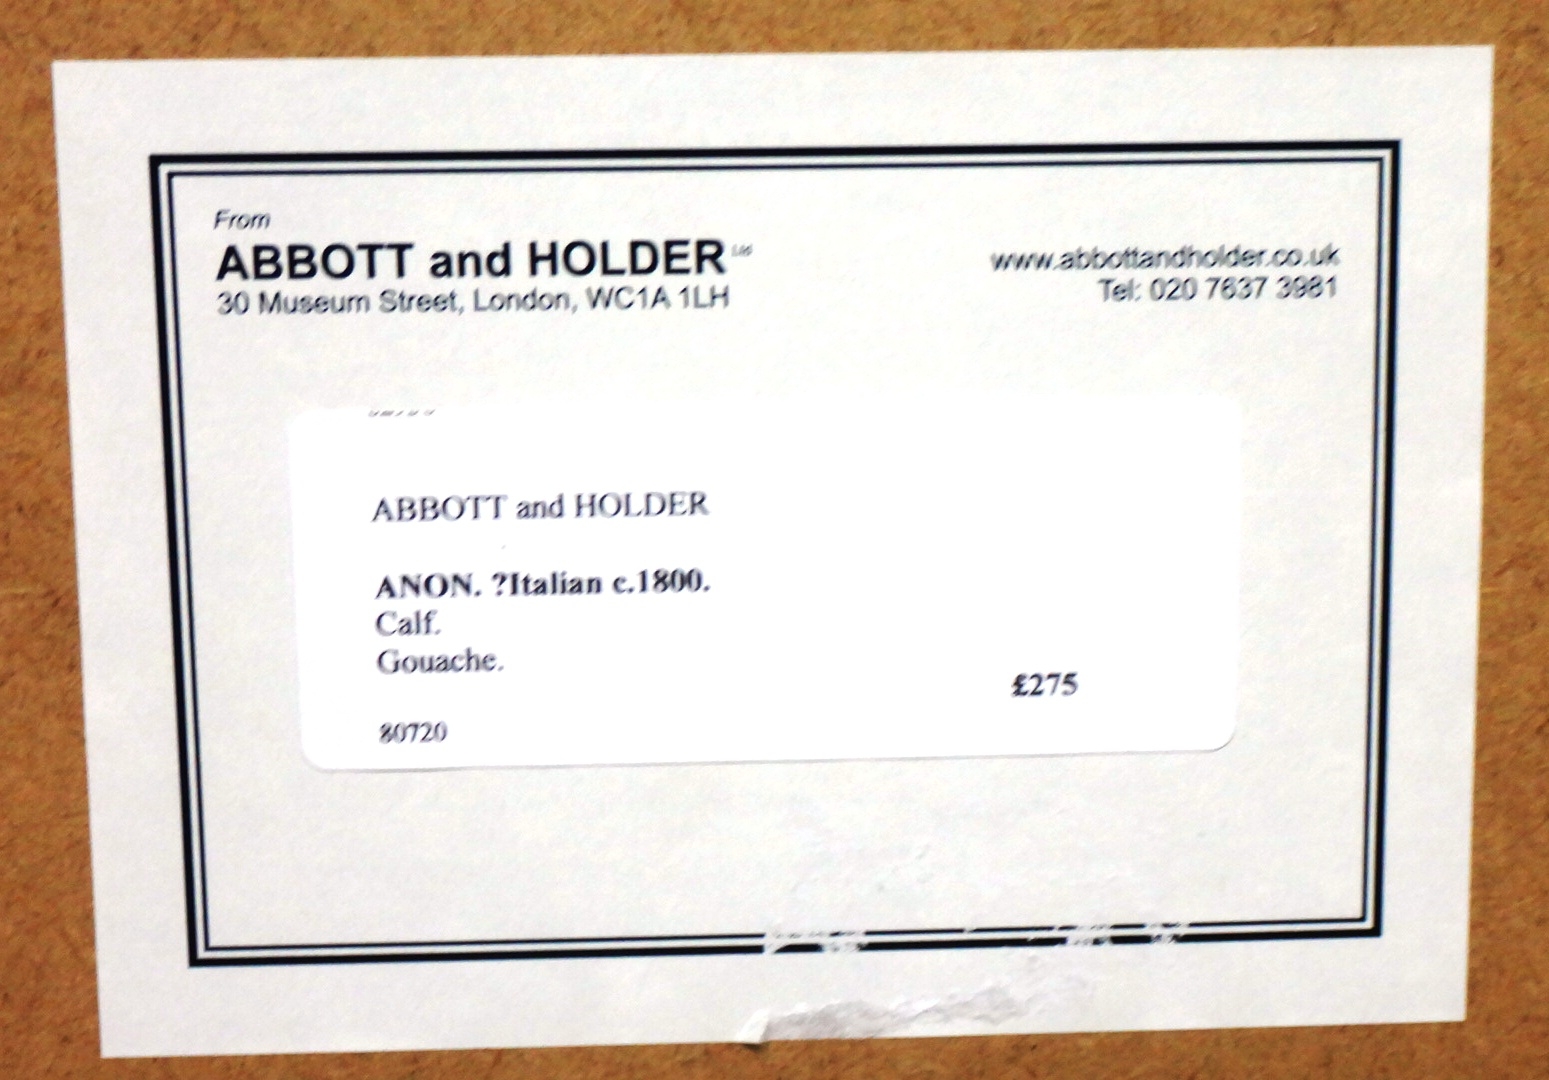 From
ABBOTT and HOLDER Ltd
30 Museum Street, London, WC1A 1LH
www.abbottandholder.co.uk
Tel: 020 7637 3981
ABBOTT and HOLDER
ANON. ?Italian c.1800.
Calf.
Gouache.
£275
80720